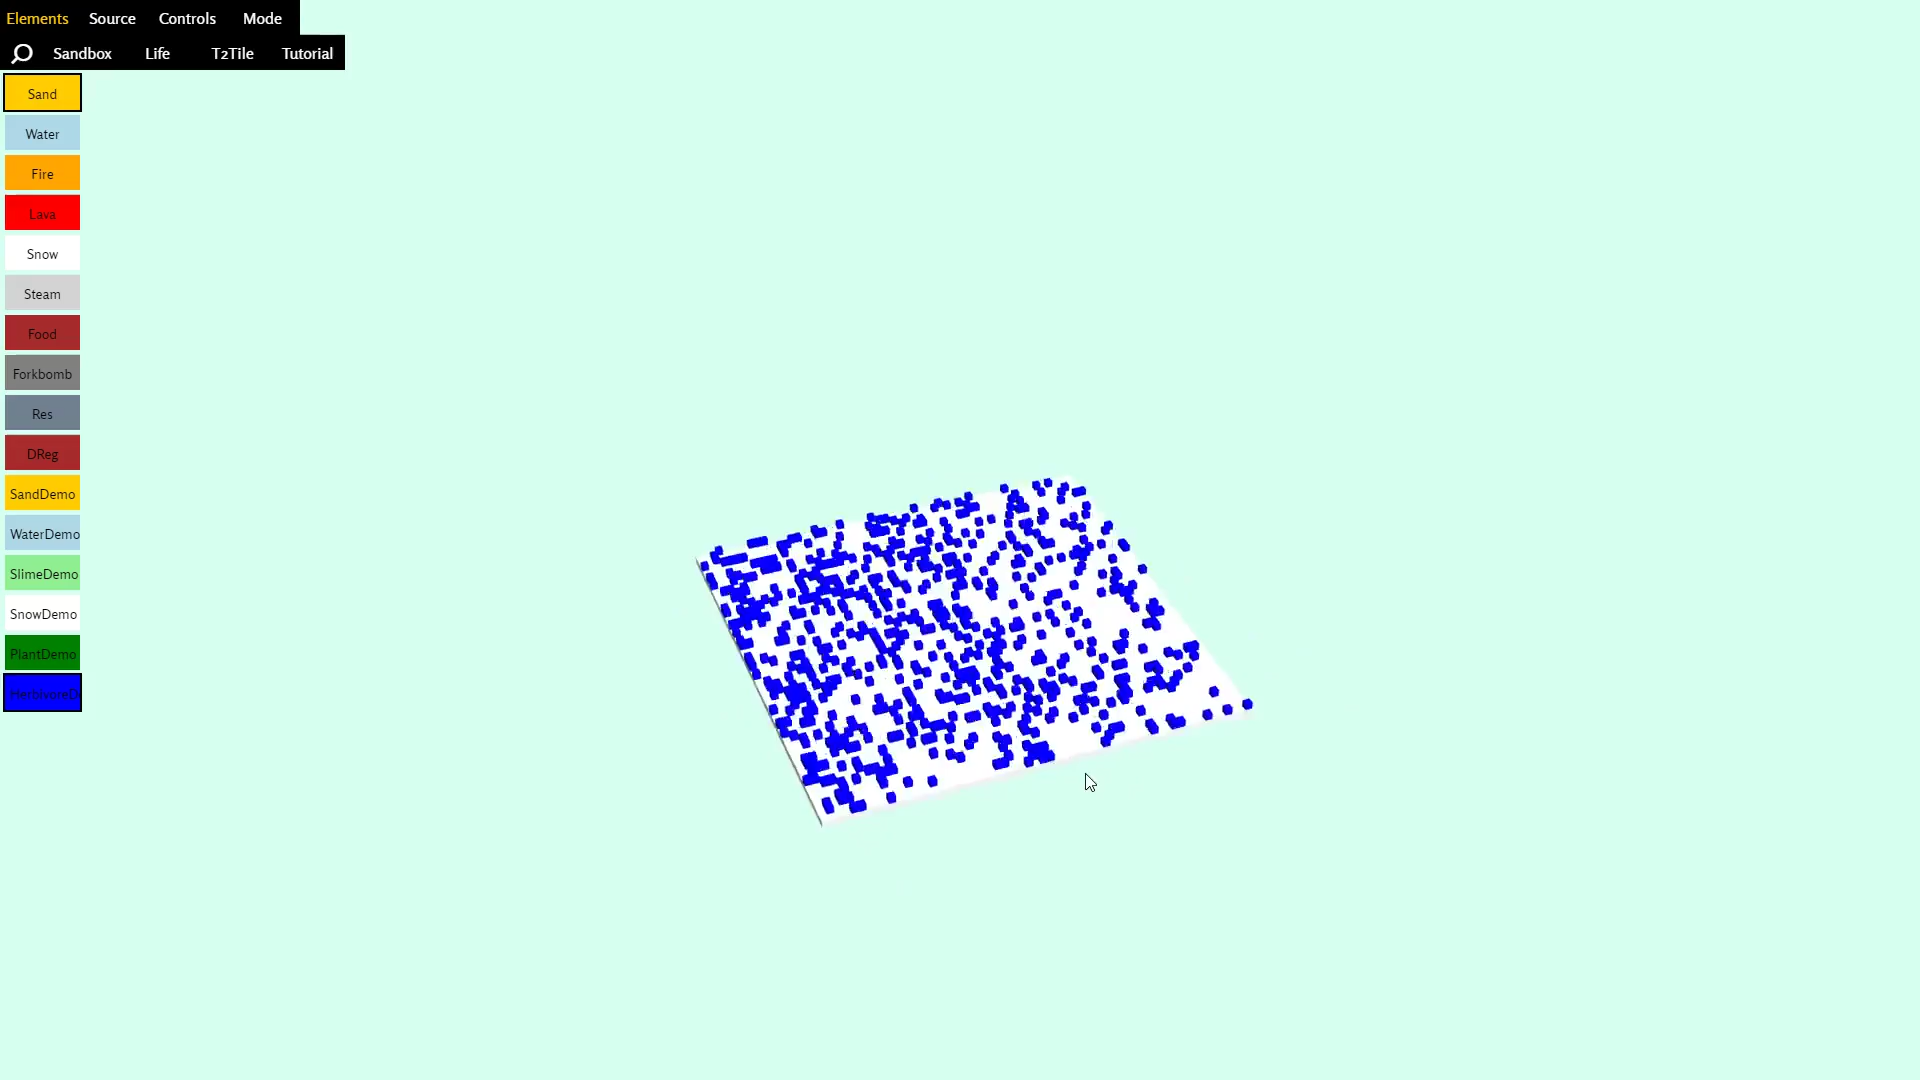 Elements Source Controls Mode
Sandbox Life T2Tile Tutorial
Sand
Water
Fire
Lava
Snow
Steam
Food
Forkbomb
Res
DReg
SandDemo
WaterDemo
SlimeDemo
SnowDemo
PlantDemo
HerbivoreD